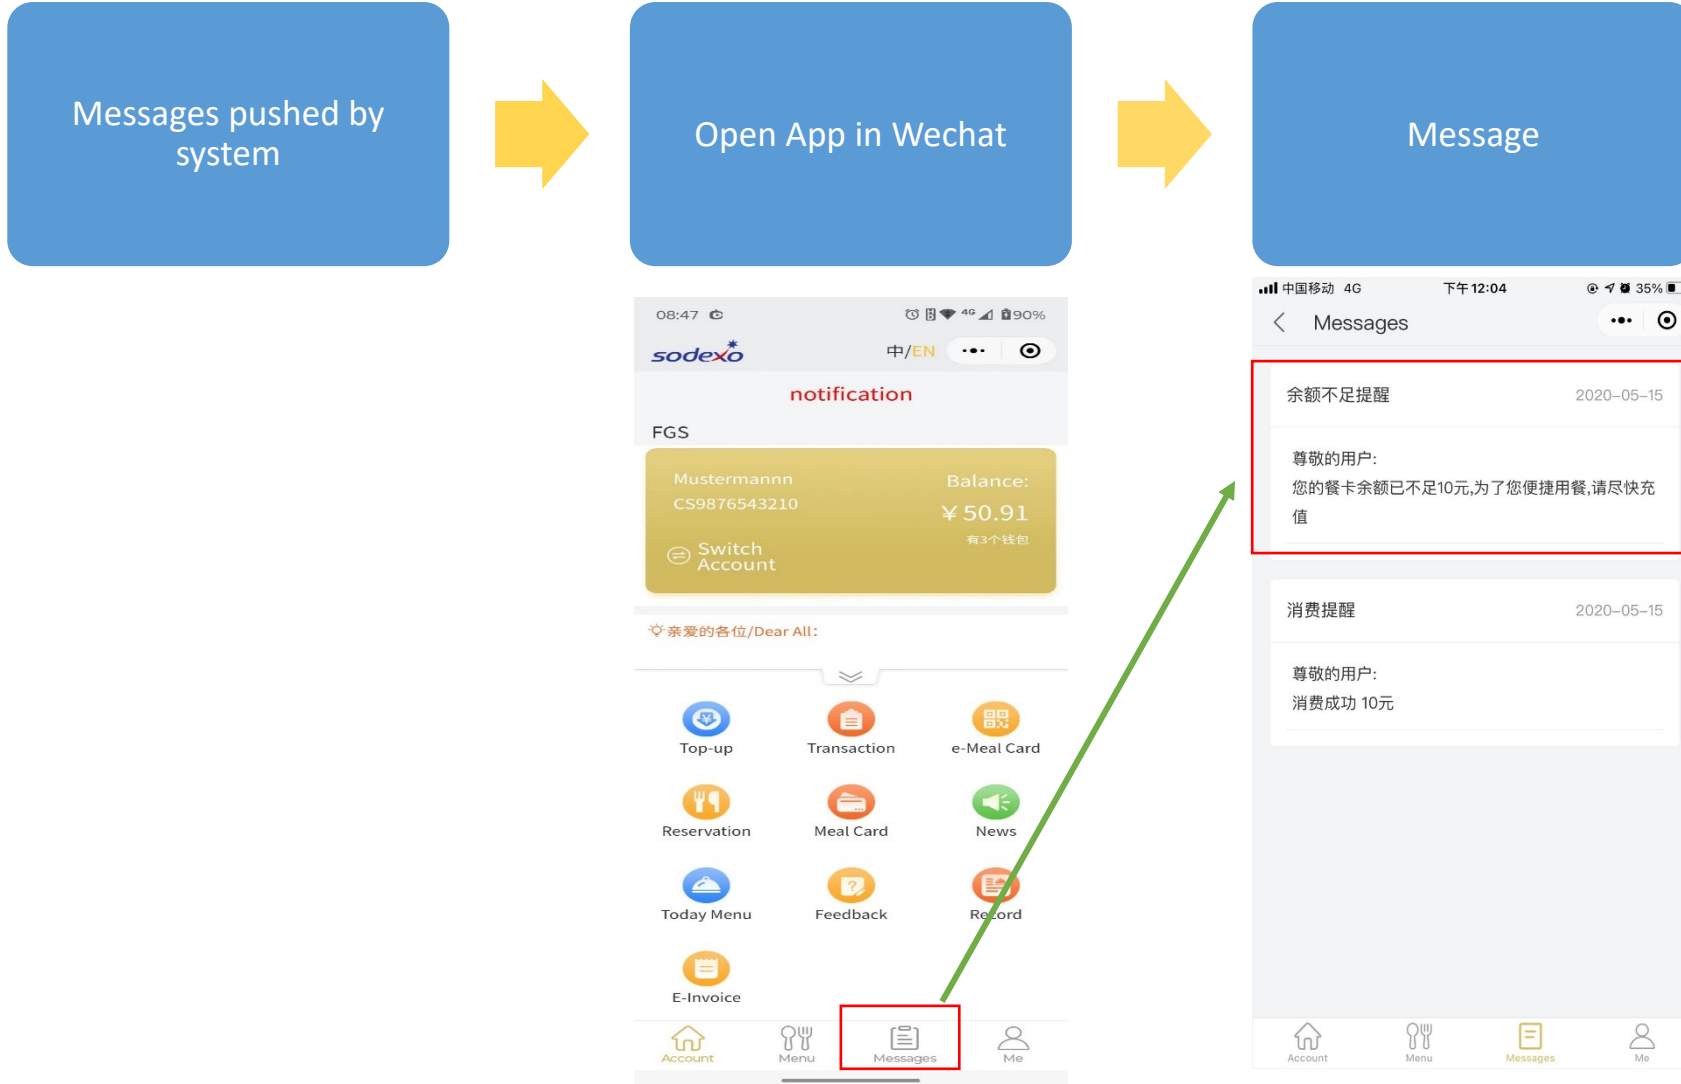 Messages pushed by
system
Open App in Wechat
Message
08:47
4G
90%
sodexo
中/EN
notification
FGS
Mustermannn
Balance:
CS9876543210
¥ 50.91
有3个钱包
Switch
Account
亲爱的各位/Dear All:
Top-up
Transaction
e-Meal Card
Reservation
Meal Card
News
Today Menu
Feedback
Record
E-Invoice
Account
Menu
Messages
Me
中国移动 4G
下午12:04
35%
Messages
余额不足提醒
2020-05-15
尊敬的用户:
您的餐卡余额已不足10元,为了您便捷用餐,请尽快充
值
消费提醒
2020-05-15
尊敬的用户:
消费成功 10元
Account
Menu
Messages
Me